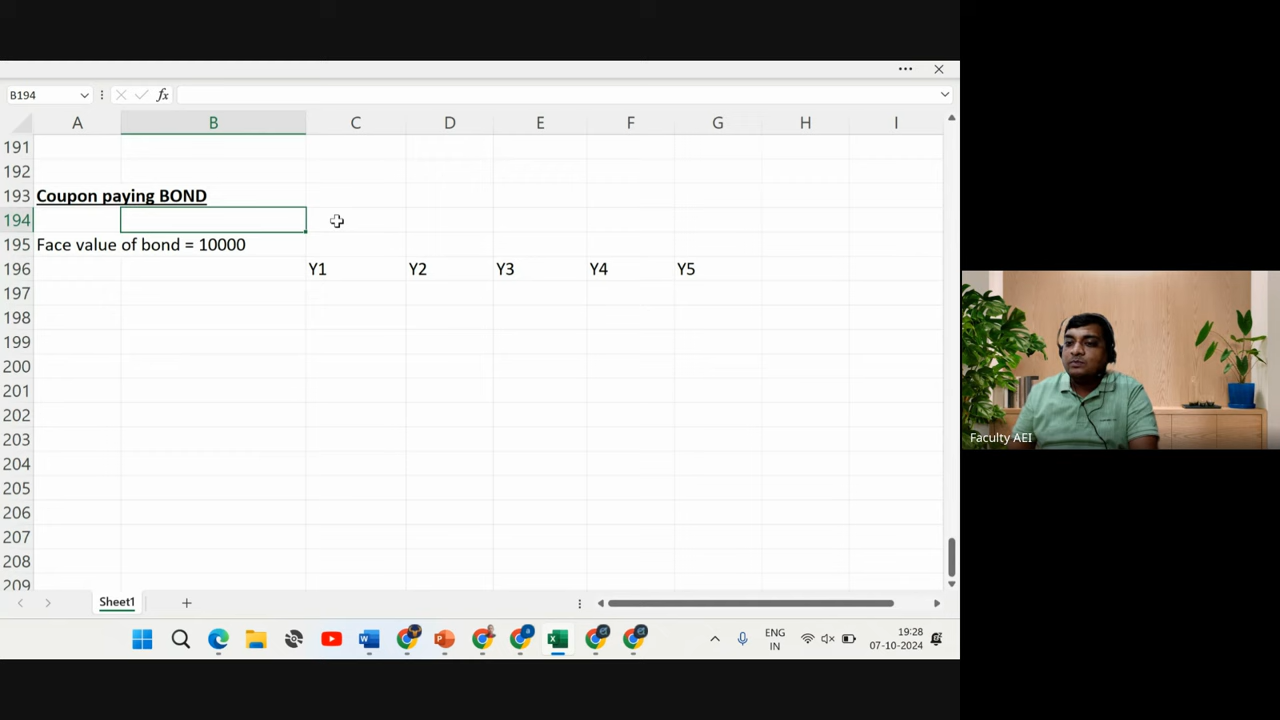 B194
fx
A B C D E F G H I
191
192
193 Coupon paying BOND
194
195 Face value of bond = 10000
196 Y1 Y2 Y3 Y4 Y5
197
198
199
200
201
202
203
204
205
206
207
208
209
Sheet1
ENG
IN
19:28
07-10-2024
Faculty AEI